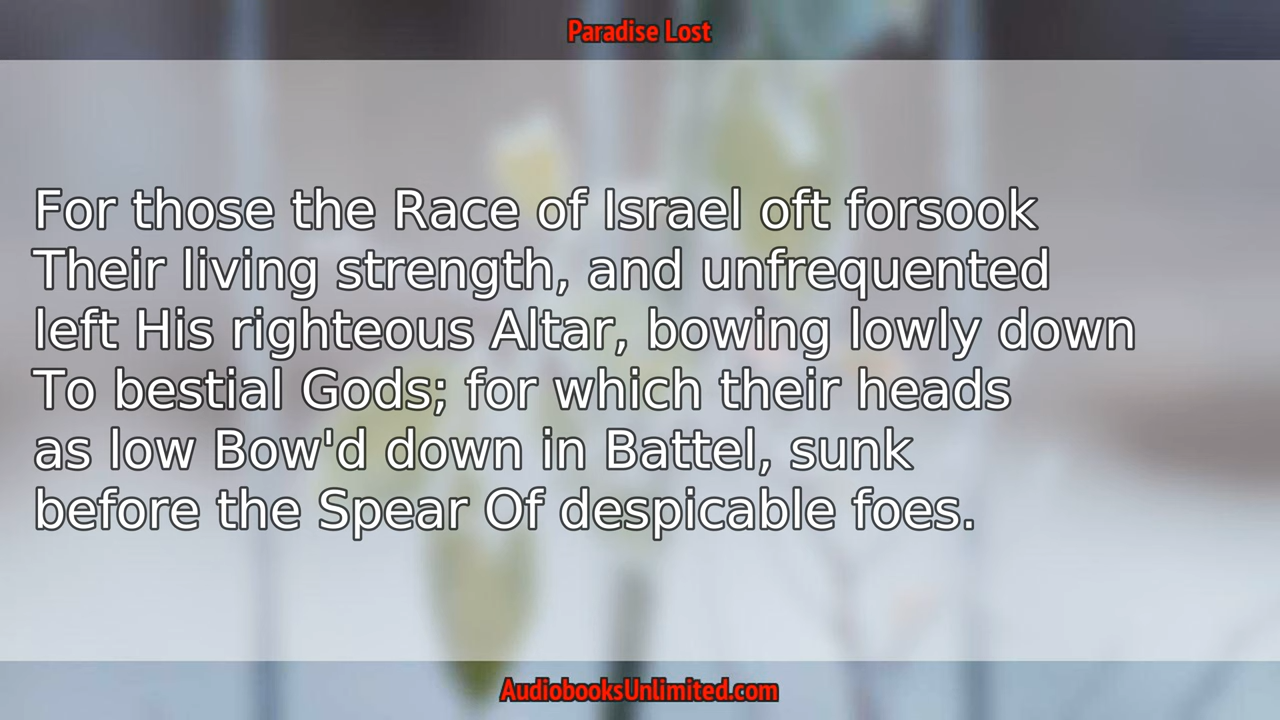 Paradise Lost
For those the Race of Israel oft forsook
Their living strength, and unfrequented
left His righteous Altar, bowing lowly down
To bestial Gods; for which their heads
as low Bow'd down in Battel, sunk
before the Spear Of despicable foes.
AudiobooksUnlimited.com